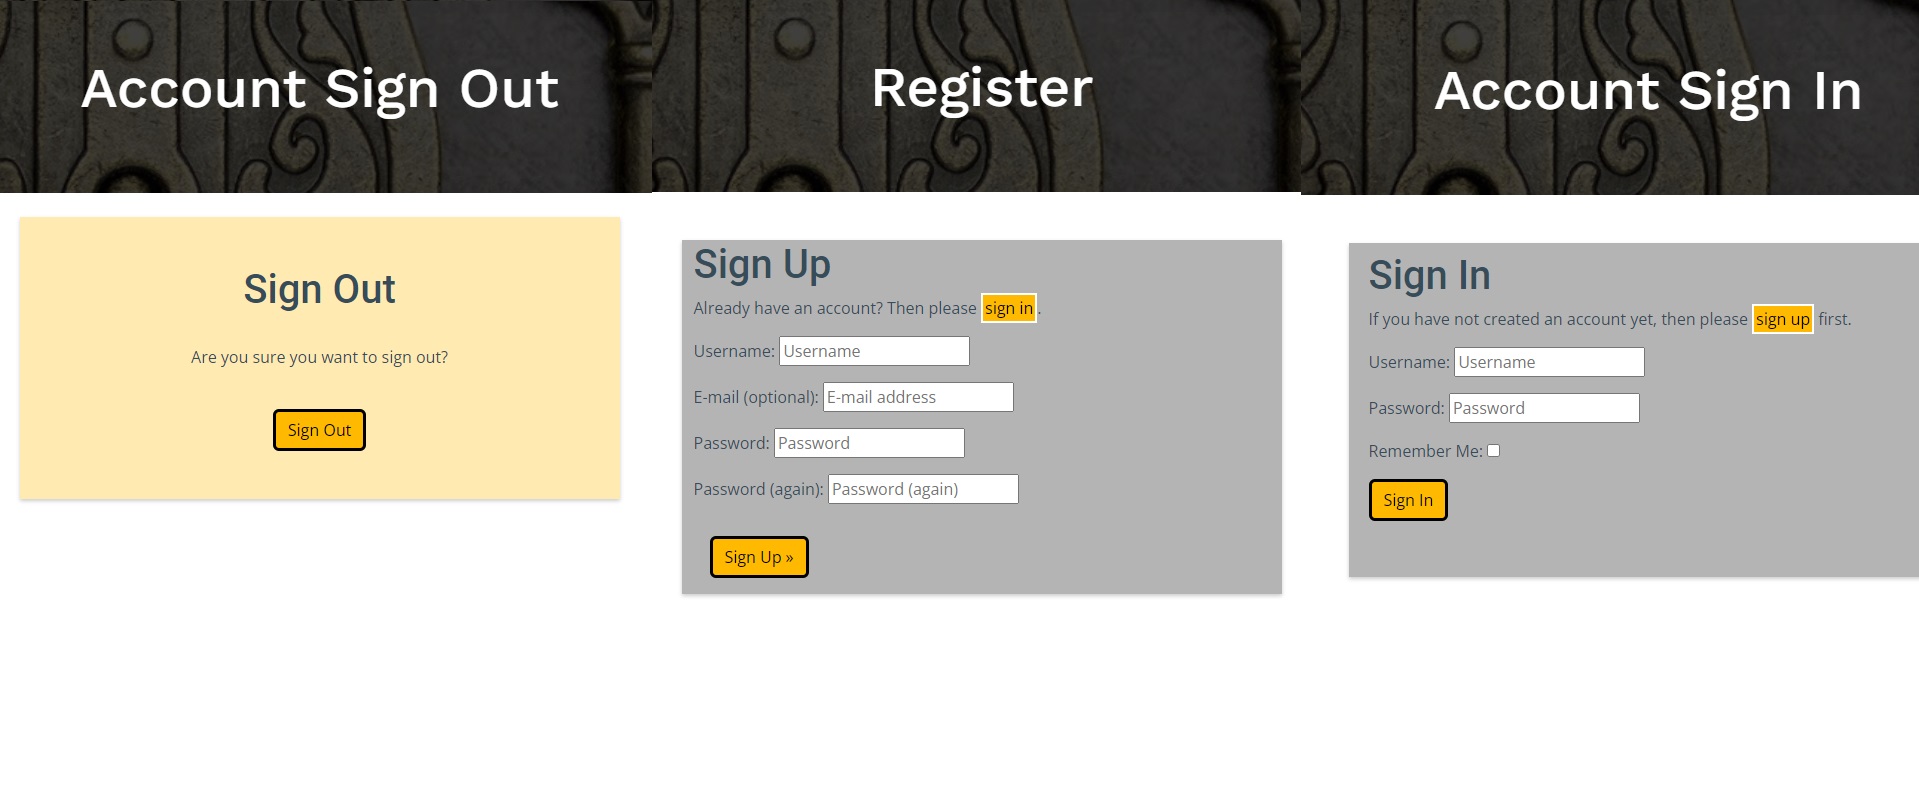 Account Sign Out
Sign Out
Are you sure you want to sign out?
Sign Out
Register
Sign Up
Already have an account? Then please sign in.
Username: Username
E-mail (optional): E-mail address
Password: Password
Password (again): Password (again)
Sign Up »
Account Sign In
Sign In
If you have not created an account yet, then please sign up first.
Username: Username
Password: Password
Remember Me:
Sign In